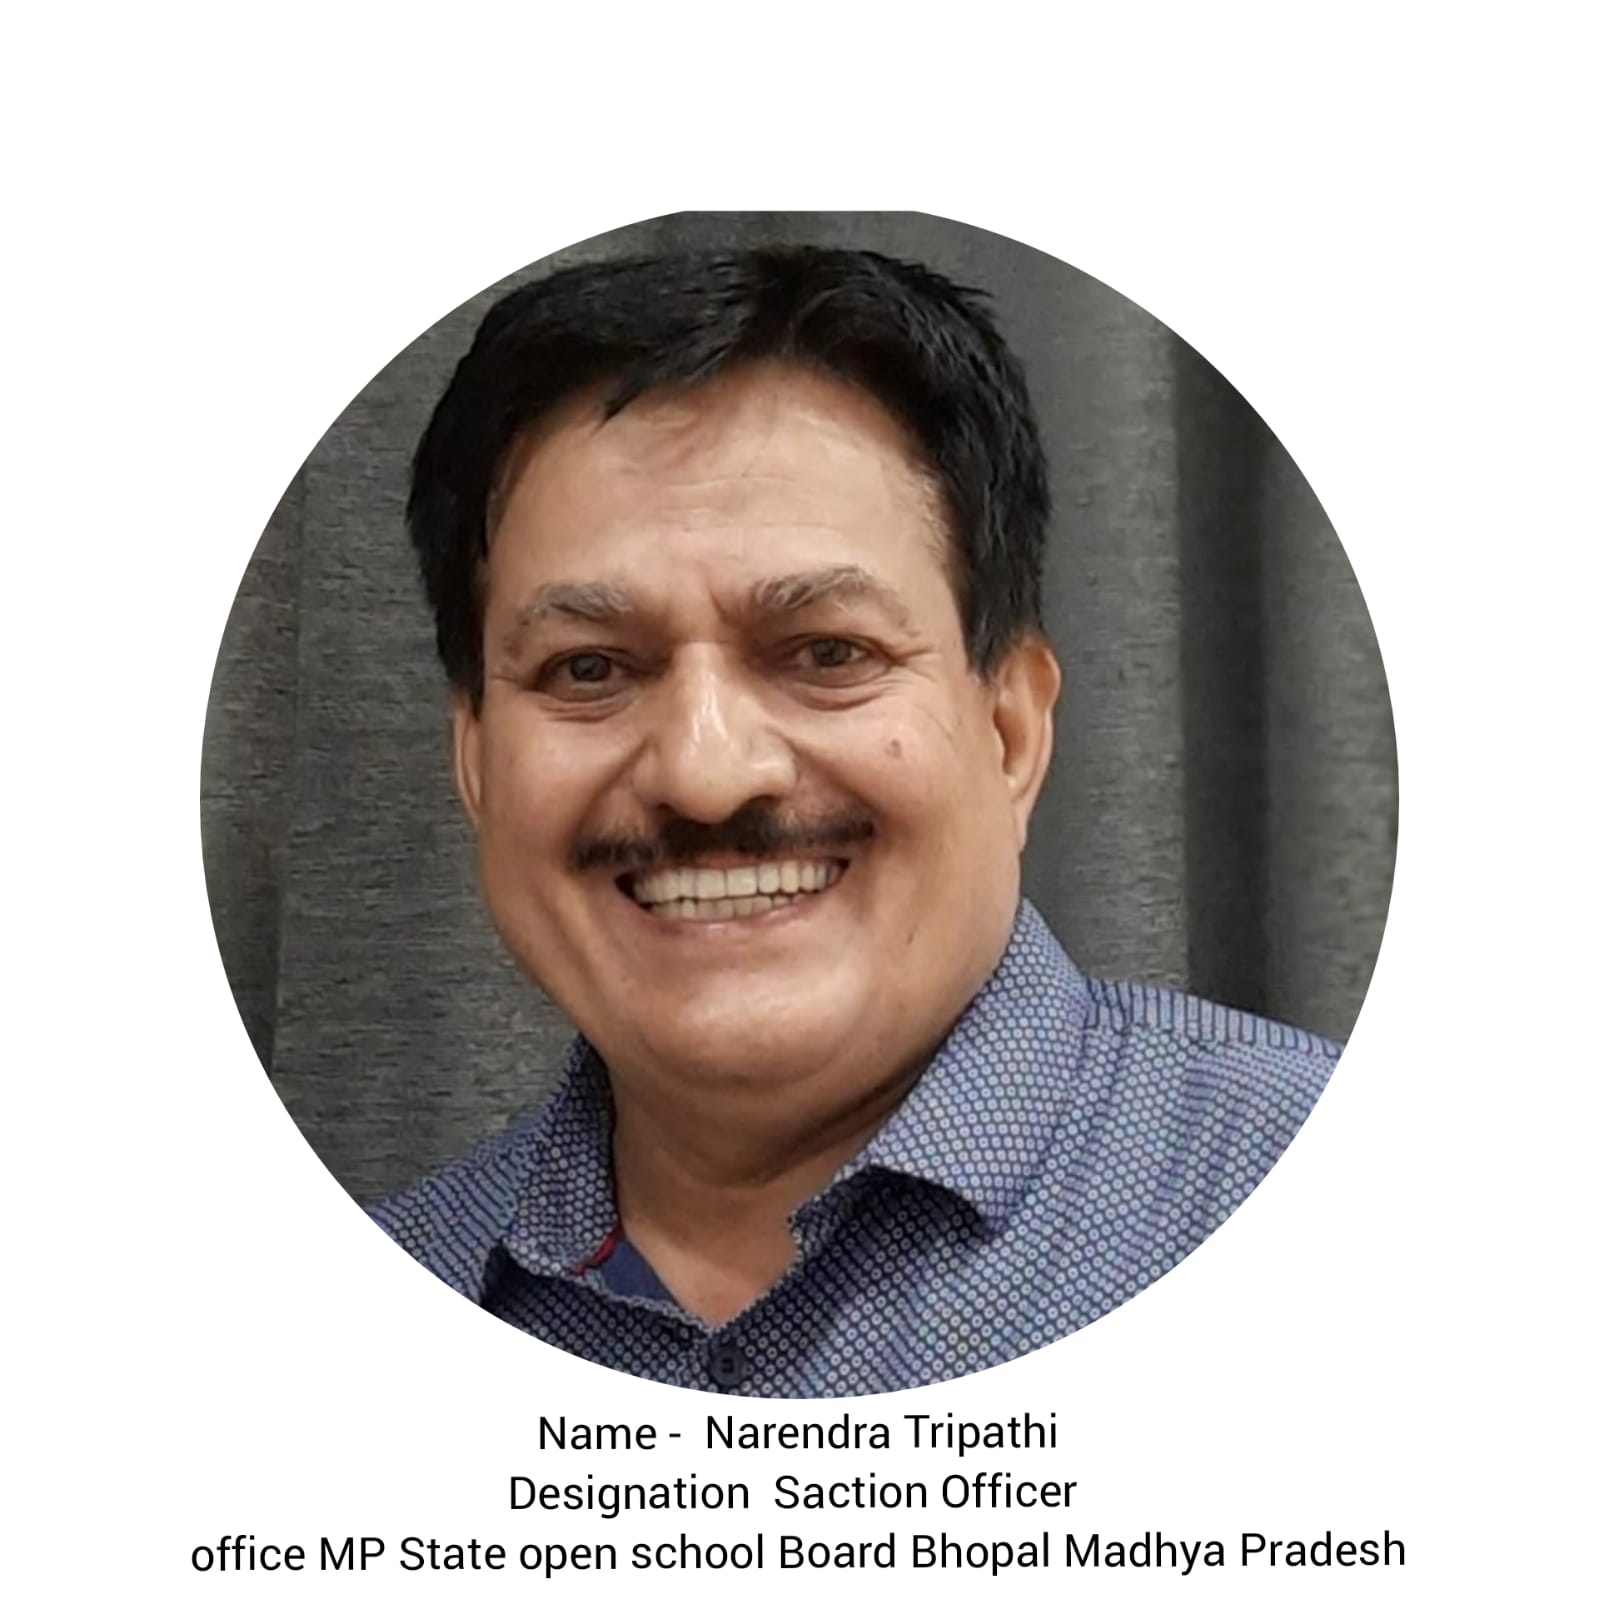 Name - Narendra Tripathi
Designation Saction Officer
office MP State open school Board Bhopal Madhya Pradesh